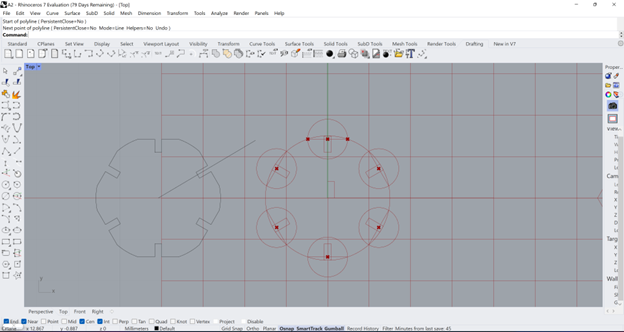 A2 - Rhinoceros 7 Evaluation (79 Days Remaining) - [Top]
File Edit View Curve Surface SubD Solid Mesh Dimension Transform Tools Analyze Render Panels Help
Start of polyline ( PersistentClose=No )
Next point of polyline ( PersistentClose=No Mode=Line Helpers=No Undo )
Command:
Standard CPlanes Set View Display Select Viewport Layout Visibility Transform Curve Tools Surface Tools Solid Tools SubD Tools Mesh Tools Render Tools Drafting New in V7
Top
Proper...
Cam
Targ
Wall
Perspective Top Front Right
End Near Point Mid Cen Int Perp Tan Quad Knot Vertex Project Disable
x 12.867 y -0.887 z 0 Millimeters Default Grid Snap Ortho Planar Osnap SmartTrack Gumball Record History Filter Minutes from last save: 45